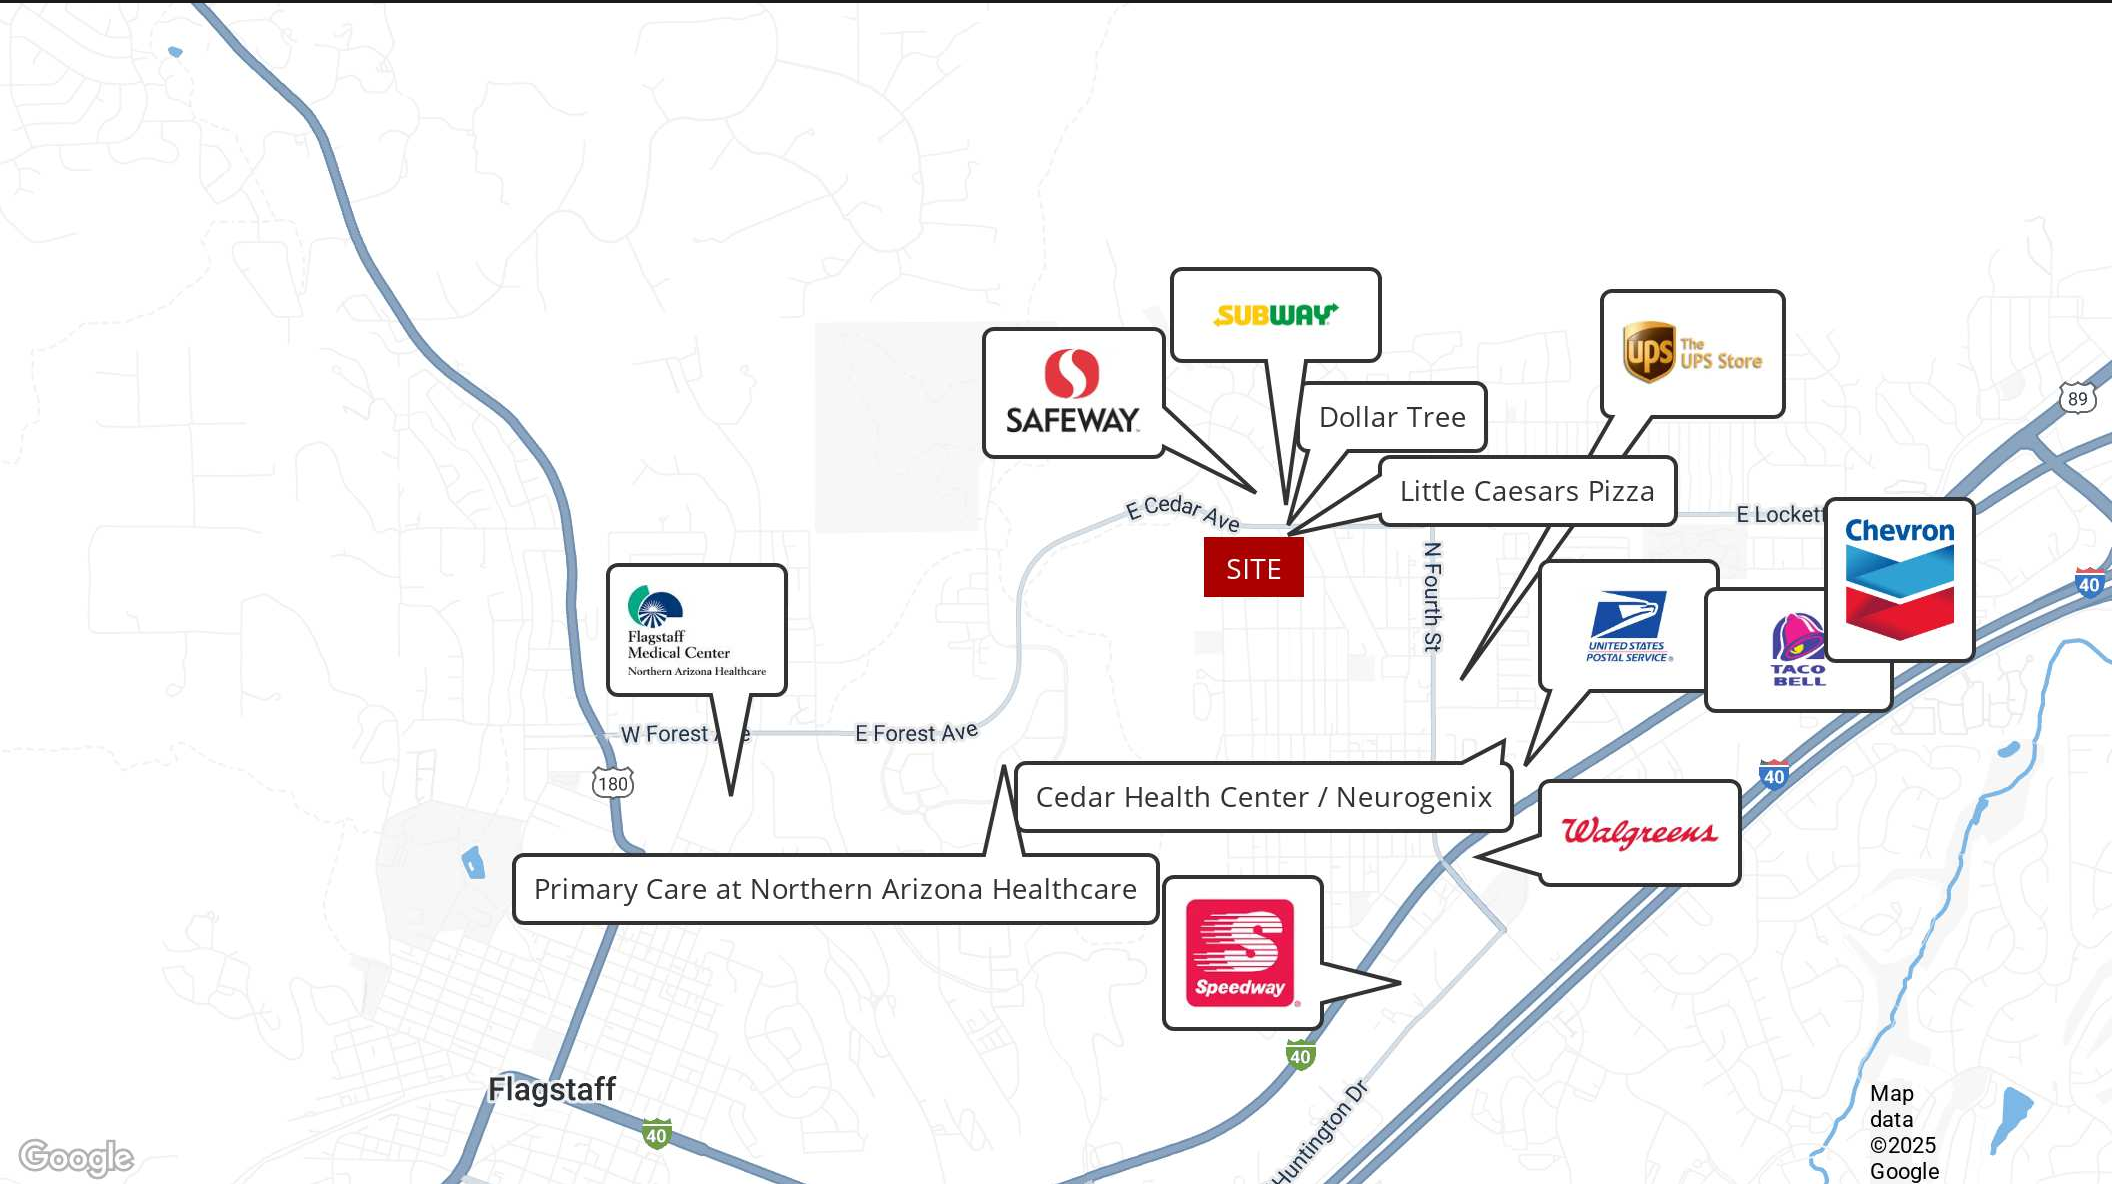 SUBWAY
SAFEWAY
ups The
UPS Store
Dollar Tree
89
Little Caesars Pizza
E Cedar Ave
E Lockett
Chevron
SITE
N Fourth St
40
UNITED STATES
POSTAL SERVICE®
TACO
BELL
Flagstaff
Medical Center
Northern Arizona Healthcare
W Forest
E Forest Ave
180
40
Cedar Health Center / Neurogenix
Walgreens
Primary Care at Northern Arizona Healthcare
Speedway
40
Flagstaff
40
Huntington Dr
Map
data
©2025
Google
Google